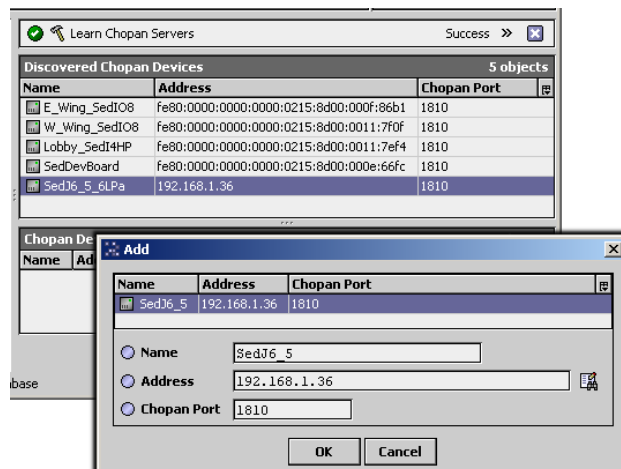 Learn Chopan Servers Success »
Discovered Chopan Devices 5 objects
Name Address Chopan Port
E_Wing_SedIO8 fe80:0000:0000:0000:0215:8d00:000f:86b1 1810
W_Wing_SedIO8 fe80:0000:0000:0000:0215:8d00:0011:7f0f 1810
Lobby_SedI4HP fe80:0000:0000:0000:0215:8d00:0011:7ef4 1810
SedDevBoard fe80:0000:0000:0000:0215:8d00:000e:66fc 1810
SedJ6_5_6LPa 192.168.1.36 1810
Chopan De
Name Ad
Add
Name Address Chopan Port
SedJ6_5 192.168.1.36 1810
Name SedJ6_5
Address 192.168.1.36
Chopan Port 1810
base
OK Cancel